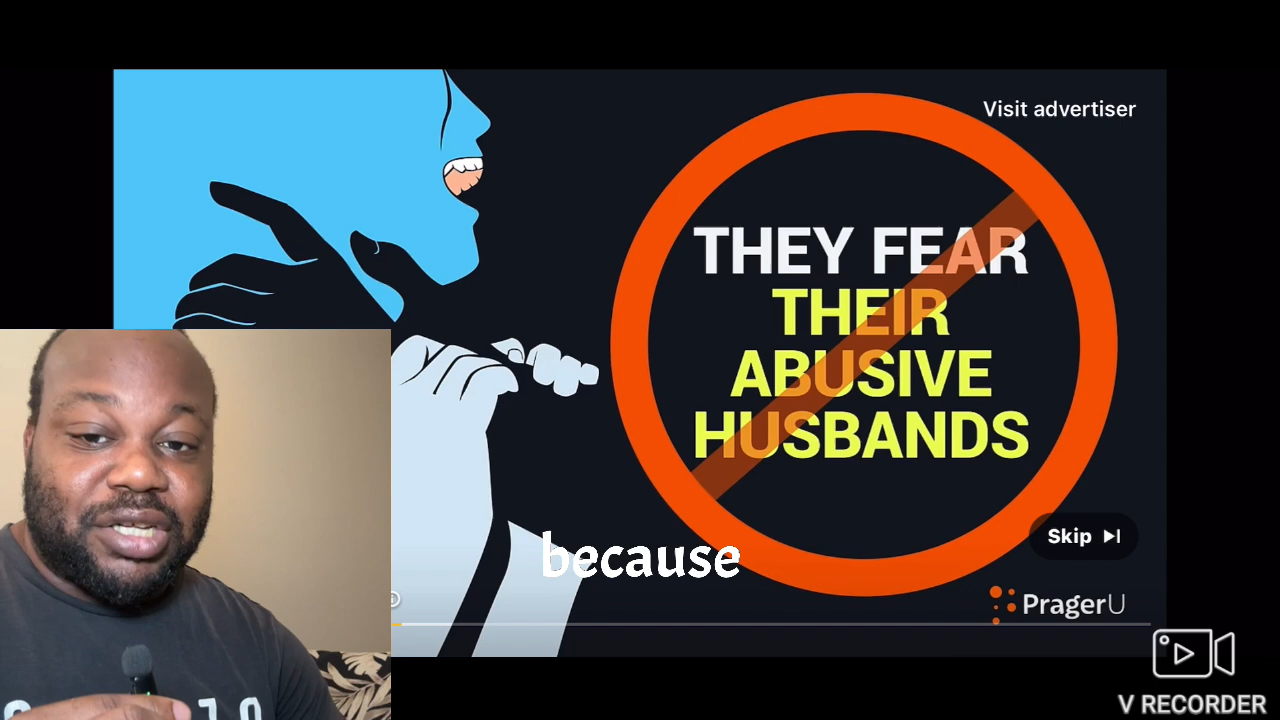 Visit advertiser
THEY FEAR
THEIR
ABUSIVE
HUSBANDS
Skip
because
PragerU
V RECORDER